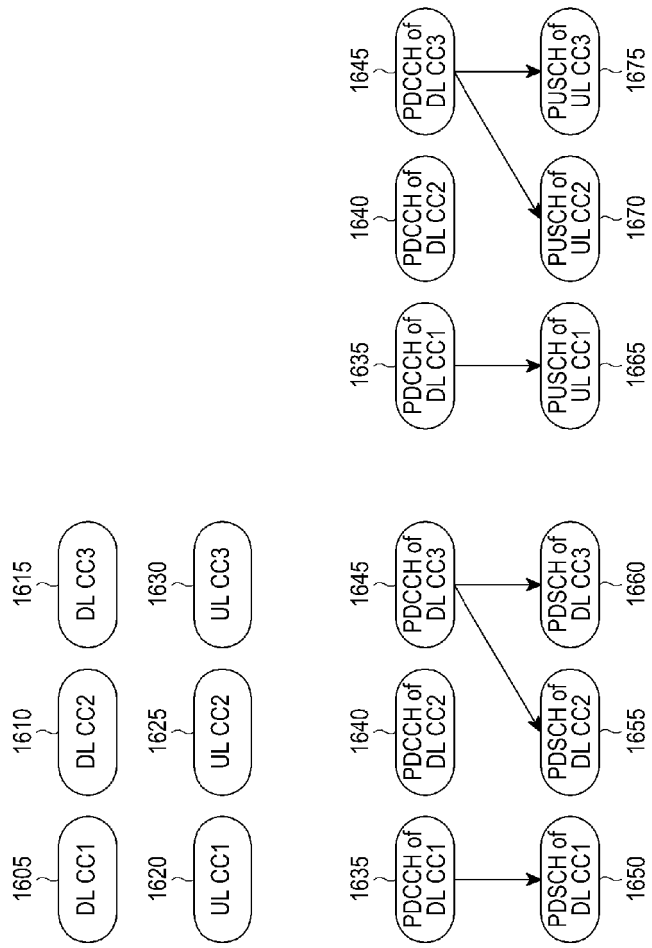 1605
1610
1615
DL CC1
DL CC2
DL CC3
1620
1625
1630
UL CC1
UL CC2
UL CC3
1635
1640
1645
PDCCH of
DL CC1
PDCCH of
DL CC2
PDCCH of
DL CC3
PDSCH of
DL CC1
PDSCH of
DL CC2
PDSCH of
DL CC3
1650
1655
1660
1635
1640
1645
PDCCH of
DL CC1
PDCCH of
DL CC2
PDCCH of
DL CC3
PUSCH of
UL CC1
PUSCH of
UL CC2
PUSCH of
UL CC3
1665
1670
1675